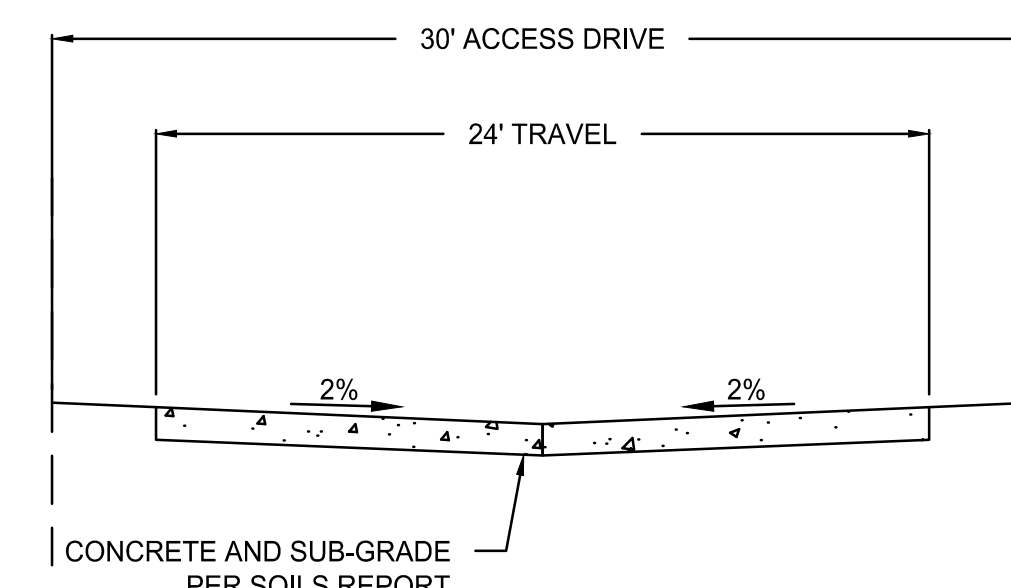 30' ACCESS DRIVE
24' TRAVEL
2%
2%
CONCRETE AND SUB-GRADE
PER SOILS REPORT